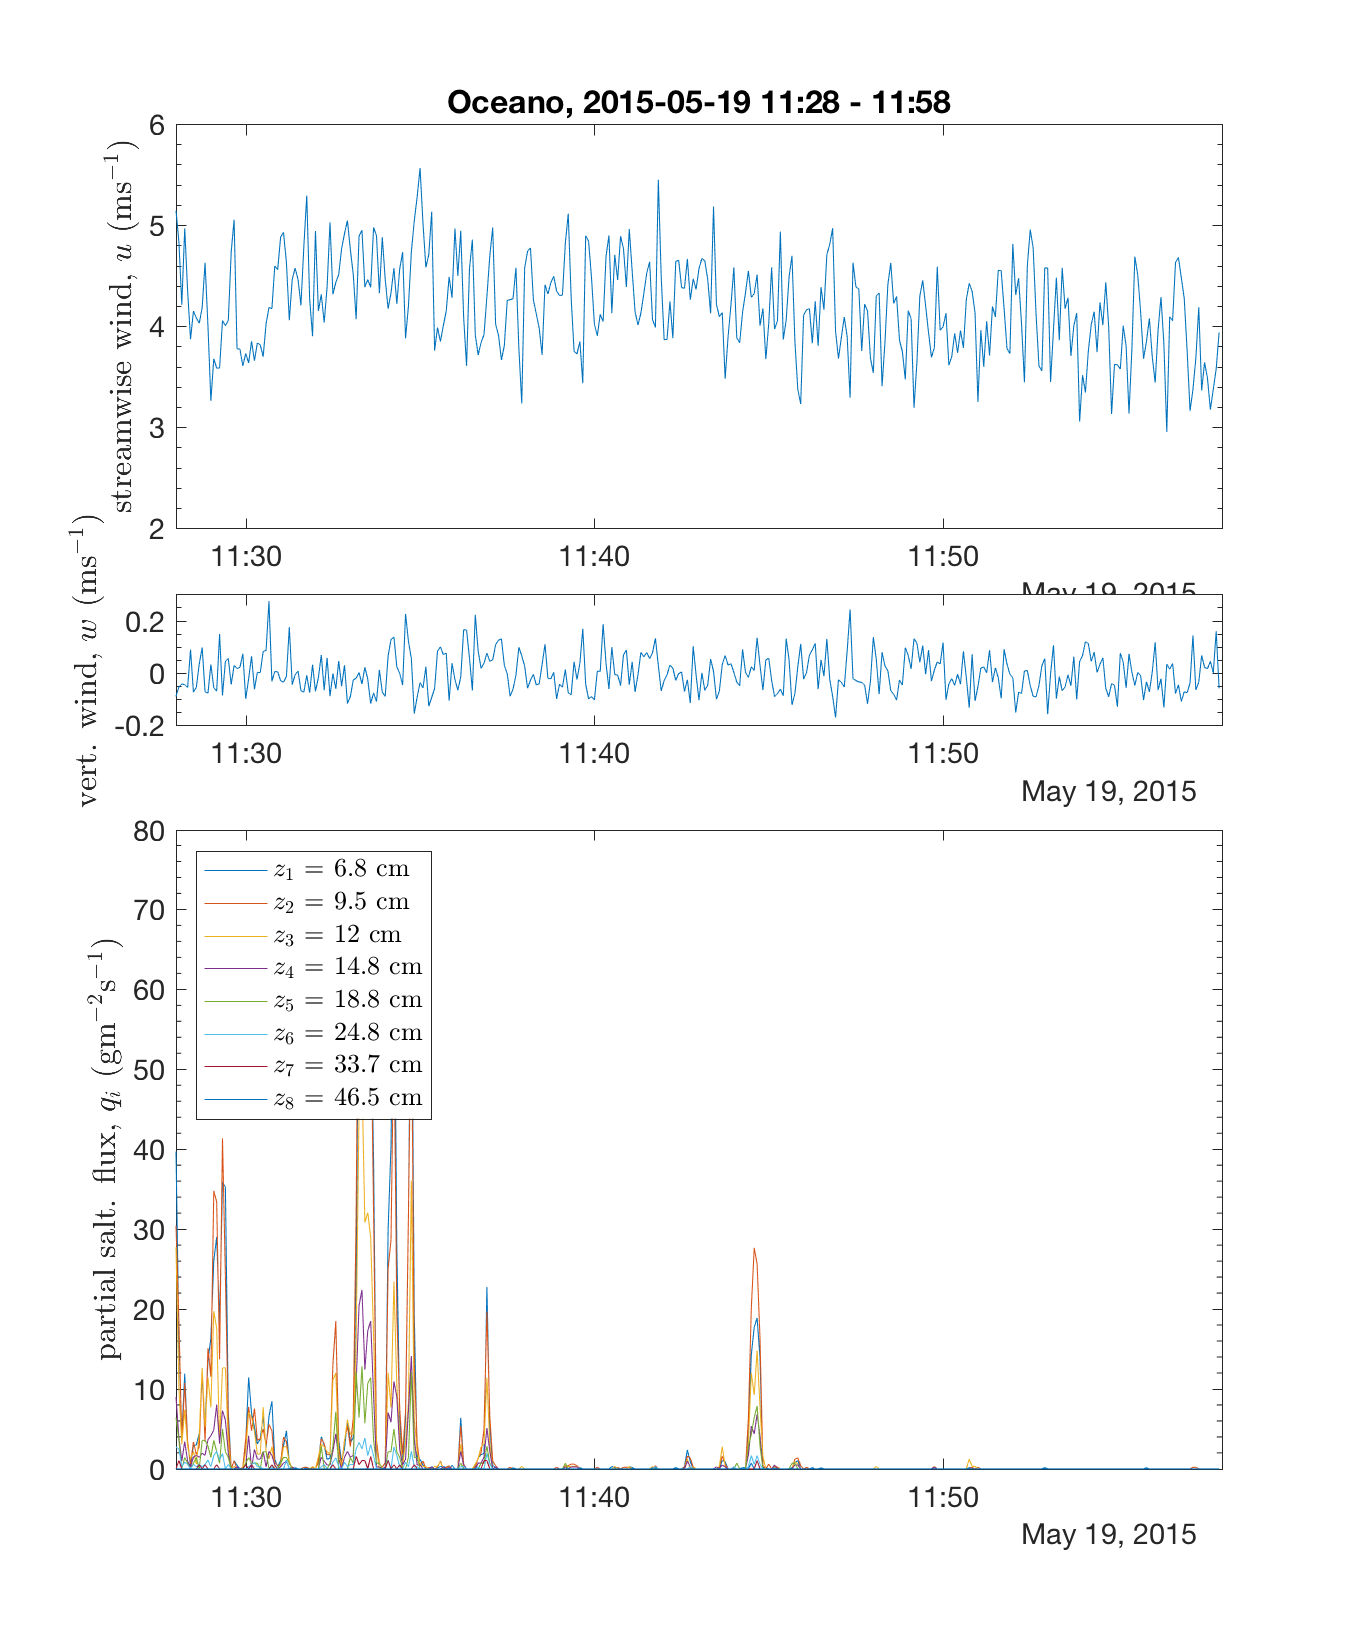 Oceano, 2015-05-19 11:28 - 11:58
streamwise wind, u (ms⁻¹)
6
5
4
3
2
11:30 11:40 11:50
May 19, 2015
vert. wind, w (ms⁻¹)
0.2
0
-0.2
11:30 11:40 11:50
May 19, 2015
partial salt. flux, qᵢ (gm⁻²s⁻¹)
80
70
60
50
40
30
20
10
0
z₁ = 6.8 cm
z₂ = 9.5 cm
z₃ = 12 cm
z₄ = 14.8 cm
z₅ = 18.8 cm
z₆ = 24.8 cm
z₇ = 33.7 cm
z₈ = 46.5 cm
11:30 11:40 11:50
May 19, 2015